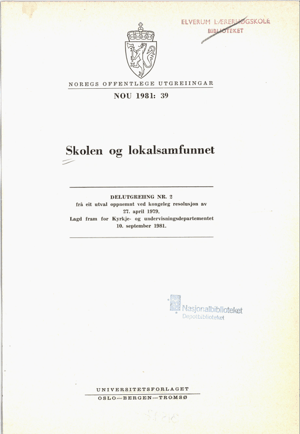 ELVERUM LÆRERHØGSKOLE
BIBLIOTEKET
NOREGS OFFENTLEGE UTGREIINGAR
NOU 1981: 39
Skolen og lokalsamfunnet
DELUTGREIING NR. 2
frå eit utval oppnemnt ved kongeleg resolusjon av
27. april 1979.
Lagd fram for Kyrkje- og undervisningsdepartementet
10. september 1981.
Nasjonalbiblioteket
Depotbiblioteket
UNIVERSITETSFORLAGET
OSLO—BERGEN—TROMSØ